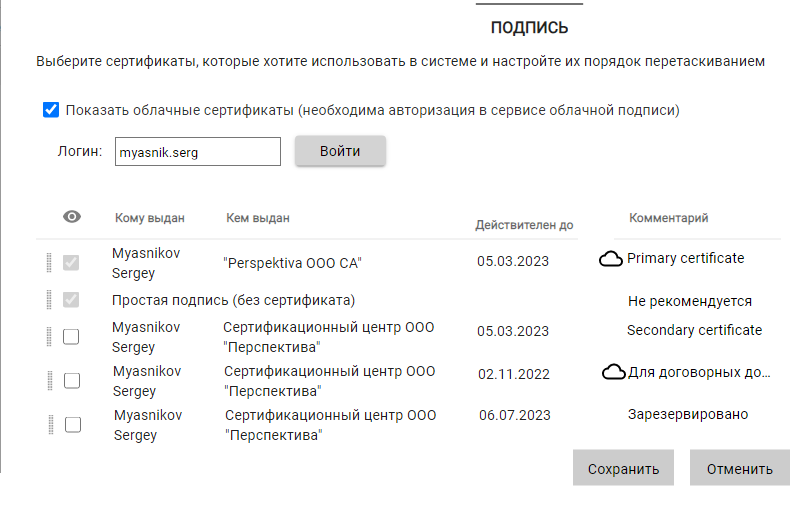 ПОДПИСЬ
Выберите сертификаты, которые хотите использовать в системе и настройте их порядок перетаскиванием
Показать облачные сертификаты (необходима авторизация в сервисе облачной подписи)
Логин: myasnik.serg Войти
Кому выдан Кем выдан Действителен до Комментарий
Myasnikov Sergey "Perspektiva ООО CA" 05.03.2023 Primary certificate
Простая подпись (без сертификата) Не рекомендуется
Myasnikov Sergey Сертификационный центр ООО "Перспектива" 05.03.2023 Secondary certificate
Myasnikov Sergey Сертификационный центр ООО "Перспектива" 02.11.2022 Для договорных до...
Myasnikov Sergey Сертификационный центр ООО "Перспектива" 06.07.2023 Зарезервировано
Сохранить Отменить